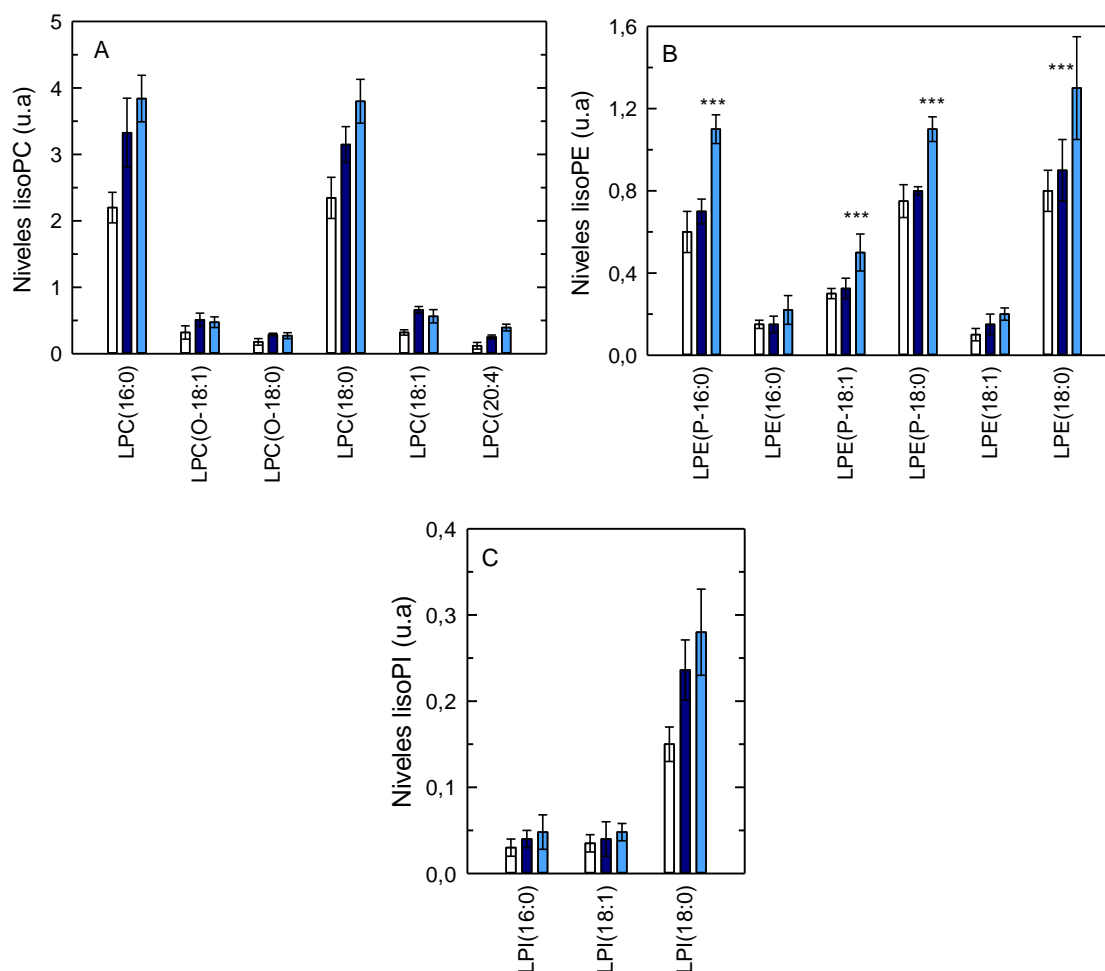 A
Niveles lisoPC (u.a)
5
4
3
2
1
0
LPC(16:0)
LPC(O-18:1)
LPC(O-18:0)
LPC(18:0)
LPC(18:1)
LPC(20:4)
B
Niveles lisoPE (u.a)
1,6
1,2
0,8
0,4
0,0
***
***
***
***
LPE(P-16:0)
LPE(16:0)
LPE(P-18:1)
LPE(P-18:0)
LPE(18:1)
LPE(18:0)
C
Niveles lisoPI (u.a)
0,4
0,3
0,2
0,1
0,0
LPI(16:0)
LPI(18:1)
LPI(18:0)